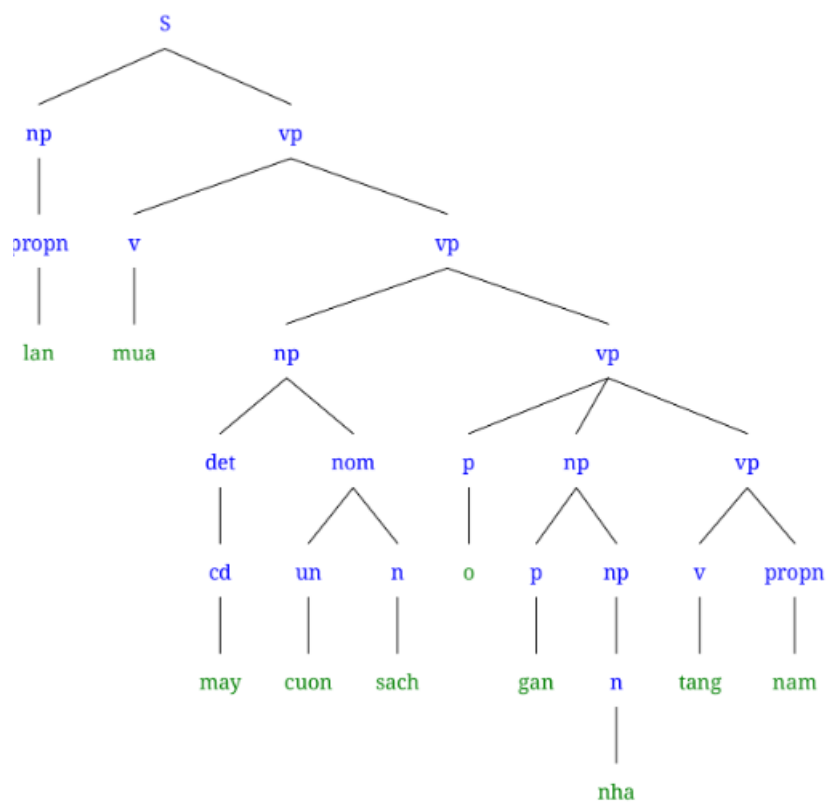 S
np vp
propn v vp
lan mua np vp
det nom p np vp
cd un n o p np v propn
may cuon sach gan n tang nam
nha